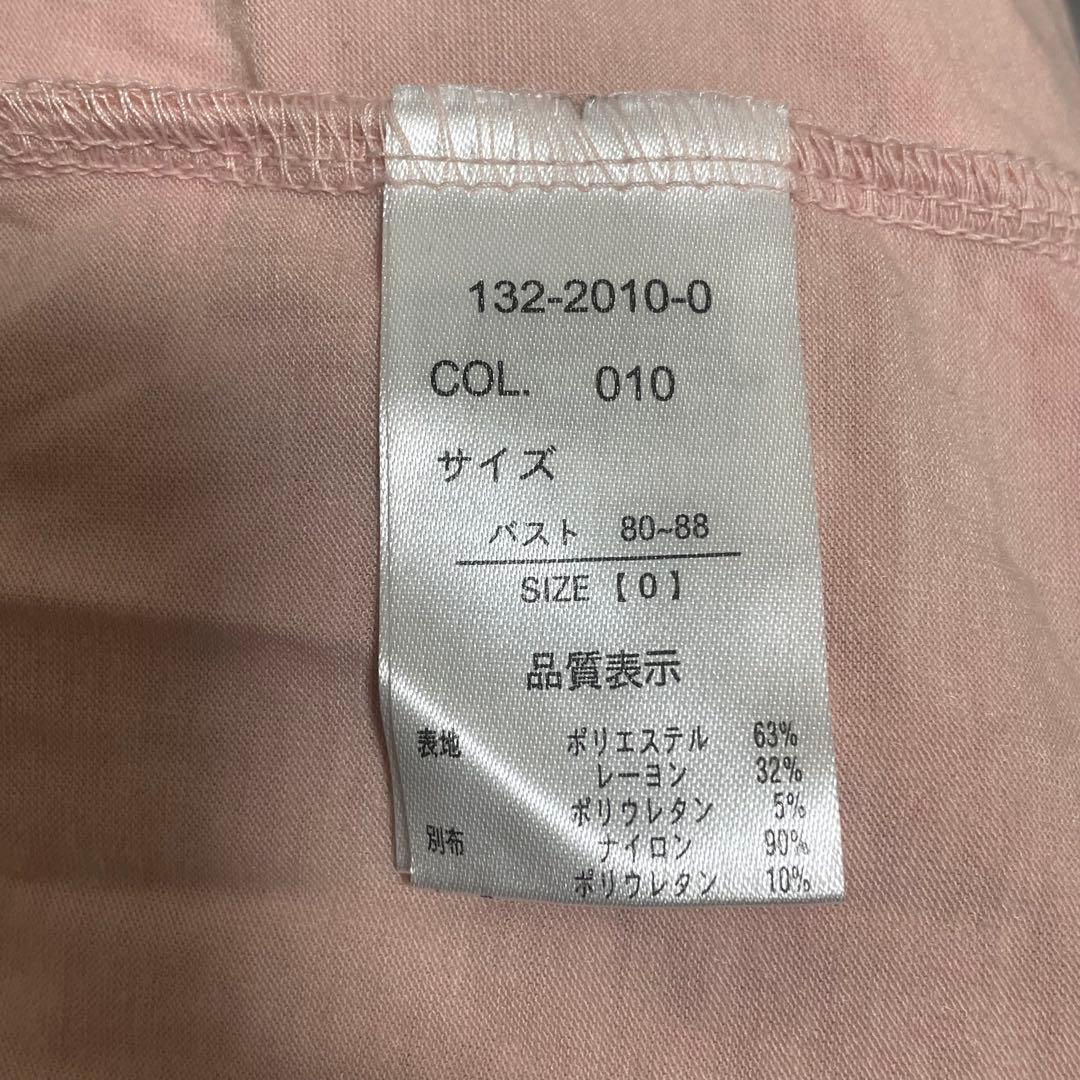 132-2010-0
COL. 010
サイズ
バスト 80~88
SIZE 【0】
品質表示
表地 ポリエステル 63%
レーヨン 32%
ポリウレタン 5%
別布 ナイロン 90%
ポリウレタン 10%